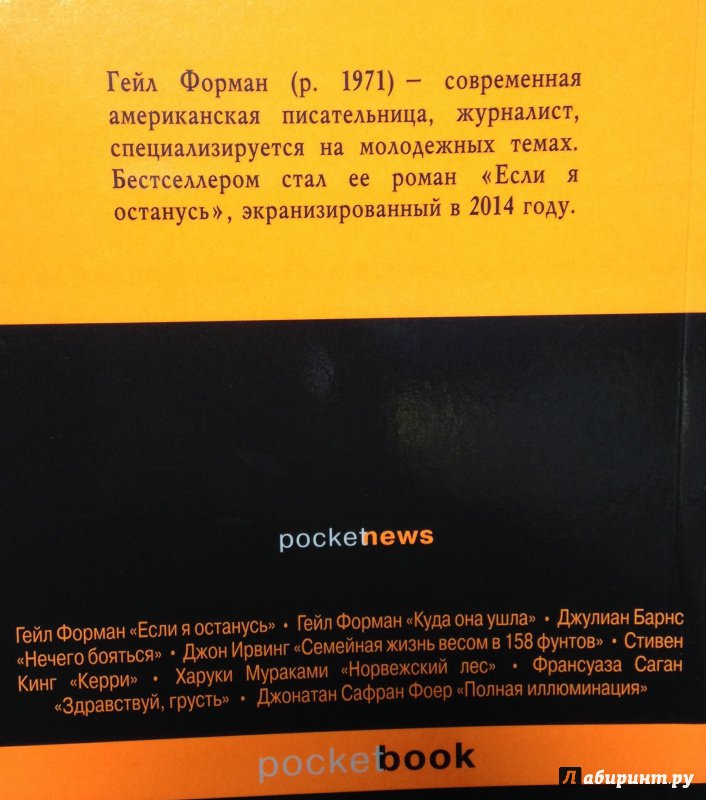 Гейл Форман (р. 1971) – современная
американская писательница, журналист,
специализируется на молодежных темах.
Бестселлером стал ее роман «Если я
останусь», экранизированный в 2014 году.
pocketnews
Гейл Форман «Если я останусь» • Гейл Форман «Куда она ушла» • Джулиан Барнс
«Нечего бояться» • Джон Ирвинг «Семейная жизнь весом в 158 фунтов» • Стивен
Кинг «Керри» • Харуки Мураками «Норвежский лес» • Франсуаза Саган
«Здравствуй, грусть» • Джонатан Сафран Фоер «Полная иллюминация»
pocketbook
Лабиринт.ру